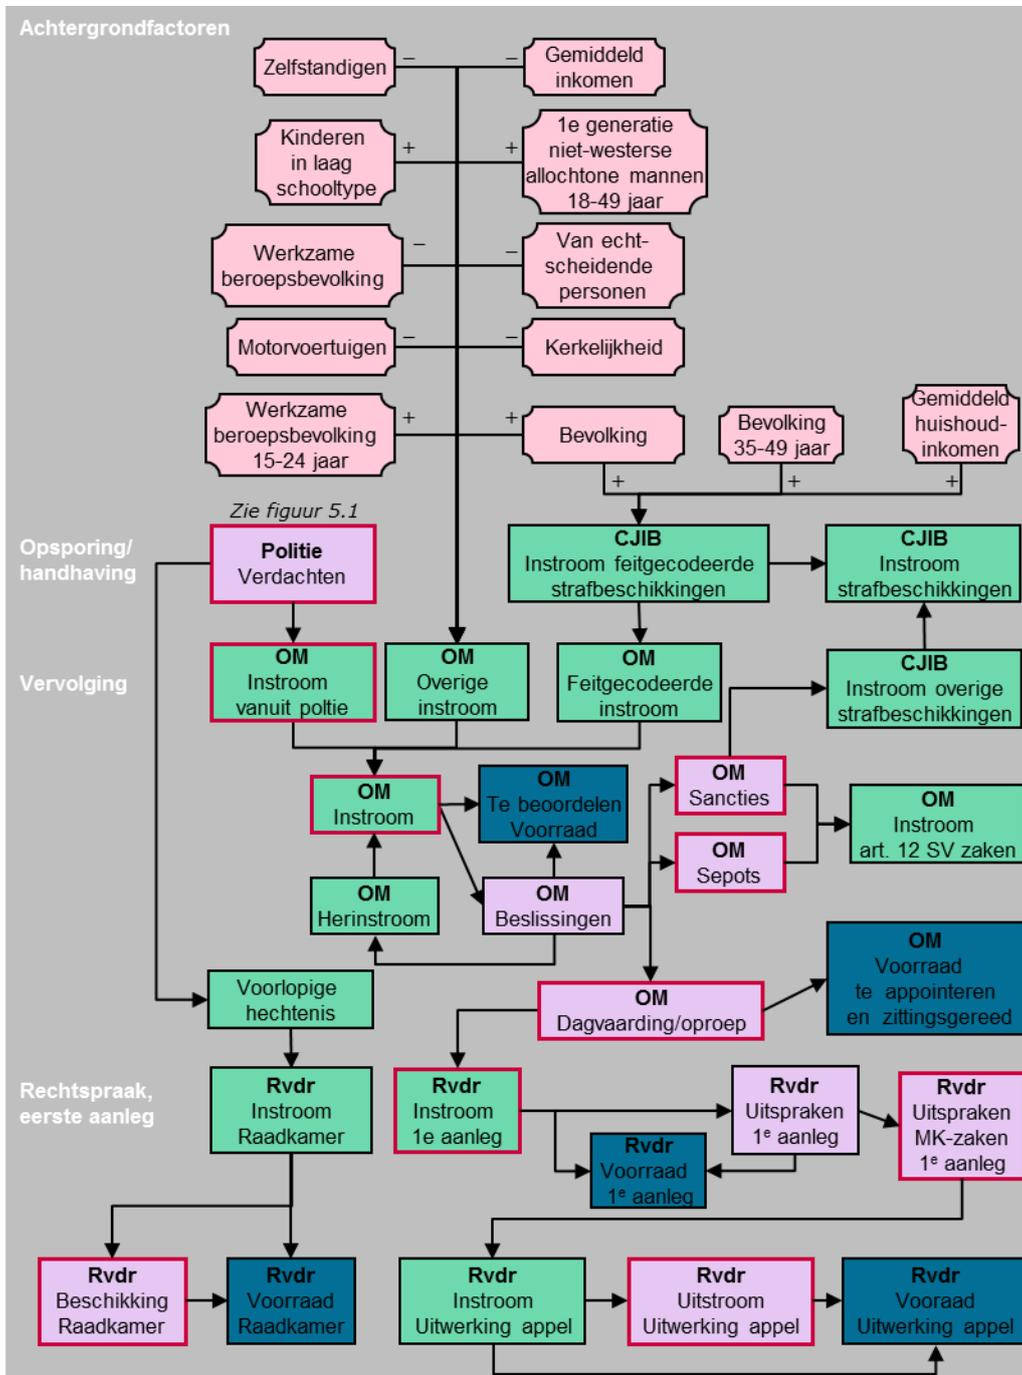 Achtergrondfactoren
Zelfstandigen
–
–
Gemiddeld
inkomen
Kinderen
in laag
schooltype
+
+
1e generatie
niet-westerse
allochtone mannen
18-49 jaar
Werkzame
beroepsbevolking
–
–
Van echt-
scheidende
personen
Motorvoertuigen
–
–
Kerkelijkheid
Werkzame
beroepsbevolking
15-24 jaar
+
+
Bevolking
Bevolking
35-49 jaar
Gemiddeld
huishoud-
inkomen
+
+
+
Zie figuur 5.1
Opsporing/
handhaving
Politie
Verdachten
CJIB
Instroom feitgecodeerde
strafbeschikkingen
CJIB
Instroom
strafbeschikkingen
Vervolging
OM
Instroom
vanuit poltie
OM
Overige
instroom
OM
Feitgecodeerde
instroom
CJIB
Instroom overige
strafbeschikkingen
OM
Instroom
OM
Te beoordelen
Voorraad
OM
Sancties
OM
Instroom
art. 12 SV zaken
OM
Sepots
OM
Herinstroom
OM
Beslissingen
OM
Voorraad
te appointeren
en zittingsgereed
Voorlopige
hechtenis
OM
Dagvaarding/oproep
Rechtspraak,
eerste aanleg
Rvdr
Instroom
Raadkamer
Rvdr
Instroom
1e aanleg
Rvdr
Uitspraken
1e aanleg
Rvdr
Uitspraken
MK-zaken
1e aanleg
Rvdr
Voorraad
1e aanleg
Rvdr
Beschikking
Raadkamer
Rvdr
Voorraad
Raadkamer
Rvdr
Instroom
Uitwerking appel
Rvdr
Uitstroom
Uitwerking appel
Rvdr
Vooraad
Uitwerking appel